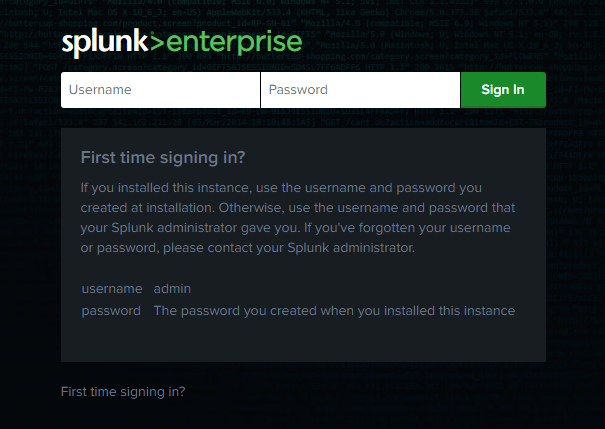 splunk>enterprise
Username Password Sign In
First time signing in?
If you installed this instance, use the username and password you
created at installation. Otherwise, use the username and password that
your Splunk administrator gave you. If you've forgotten your username
or password, please contact your Splunk administrator.
username admin
password The password you created when you installed this instance
First time signing in?